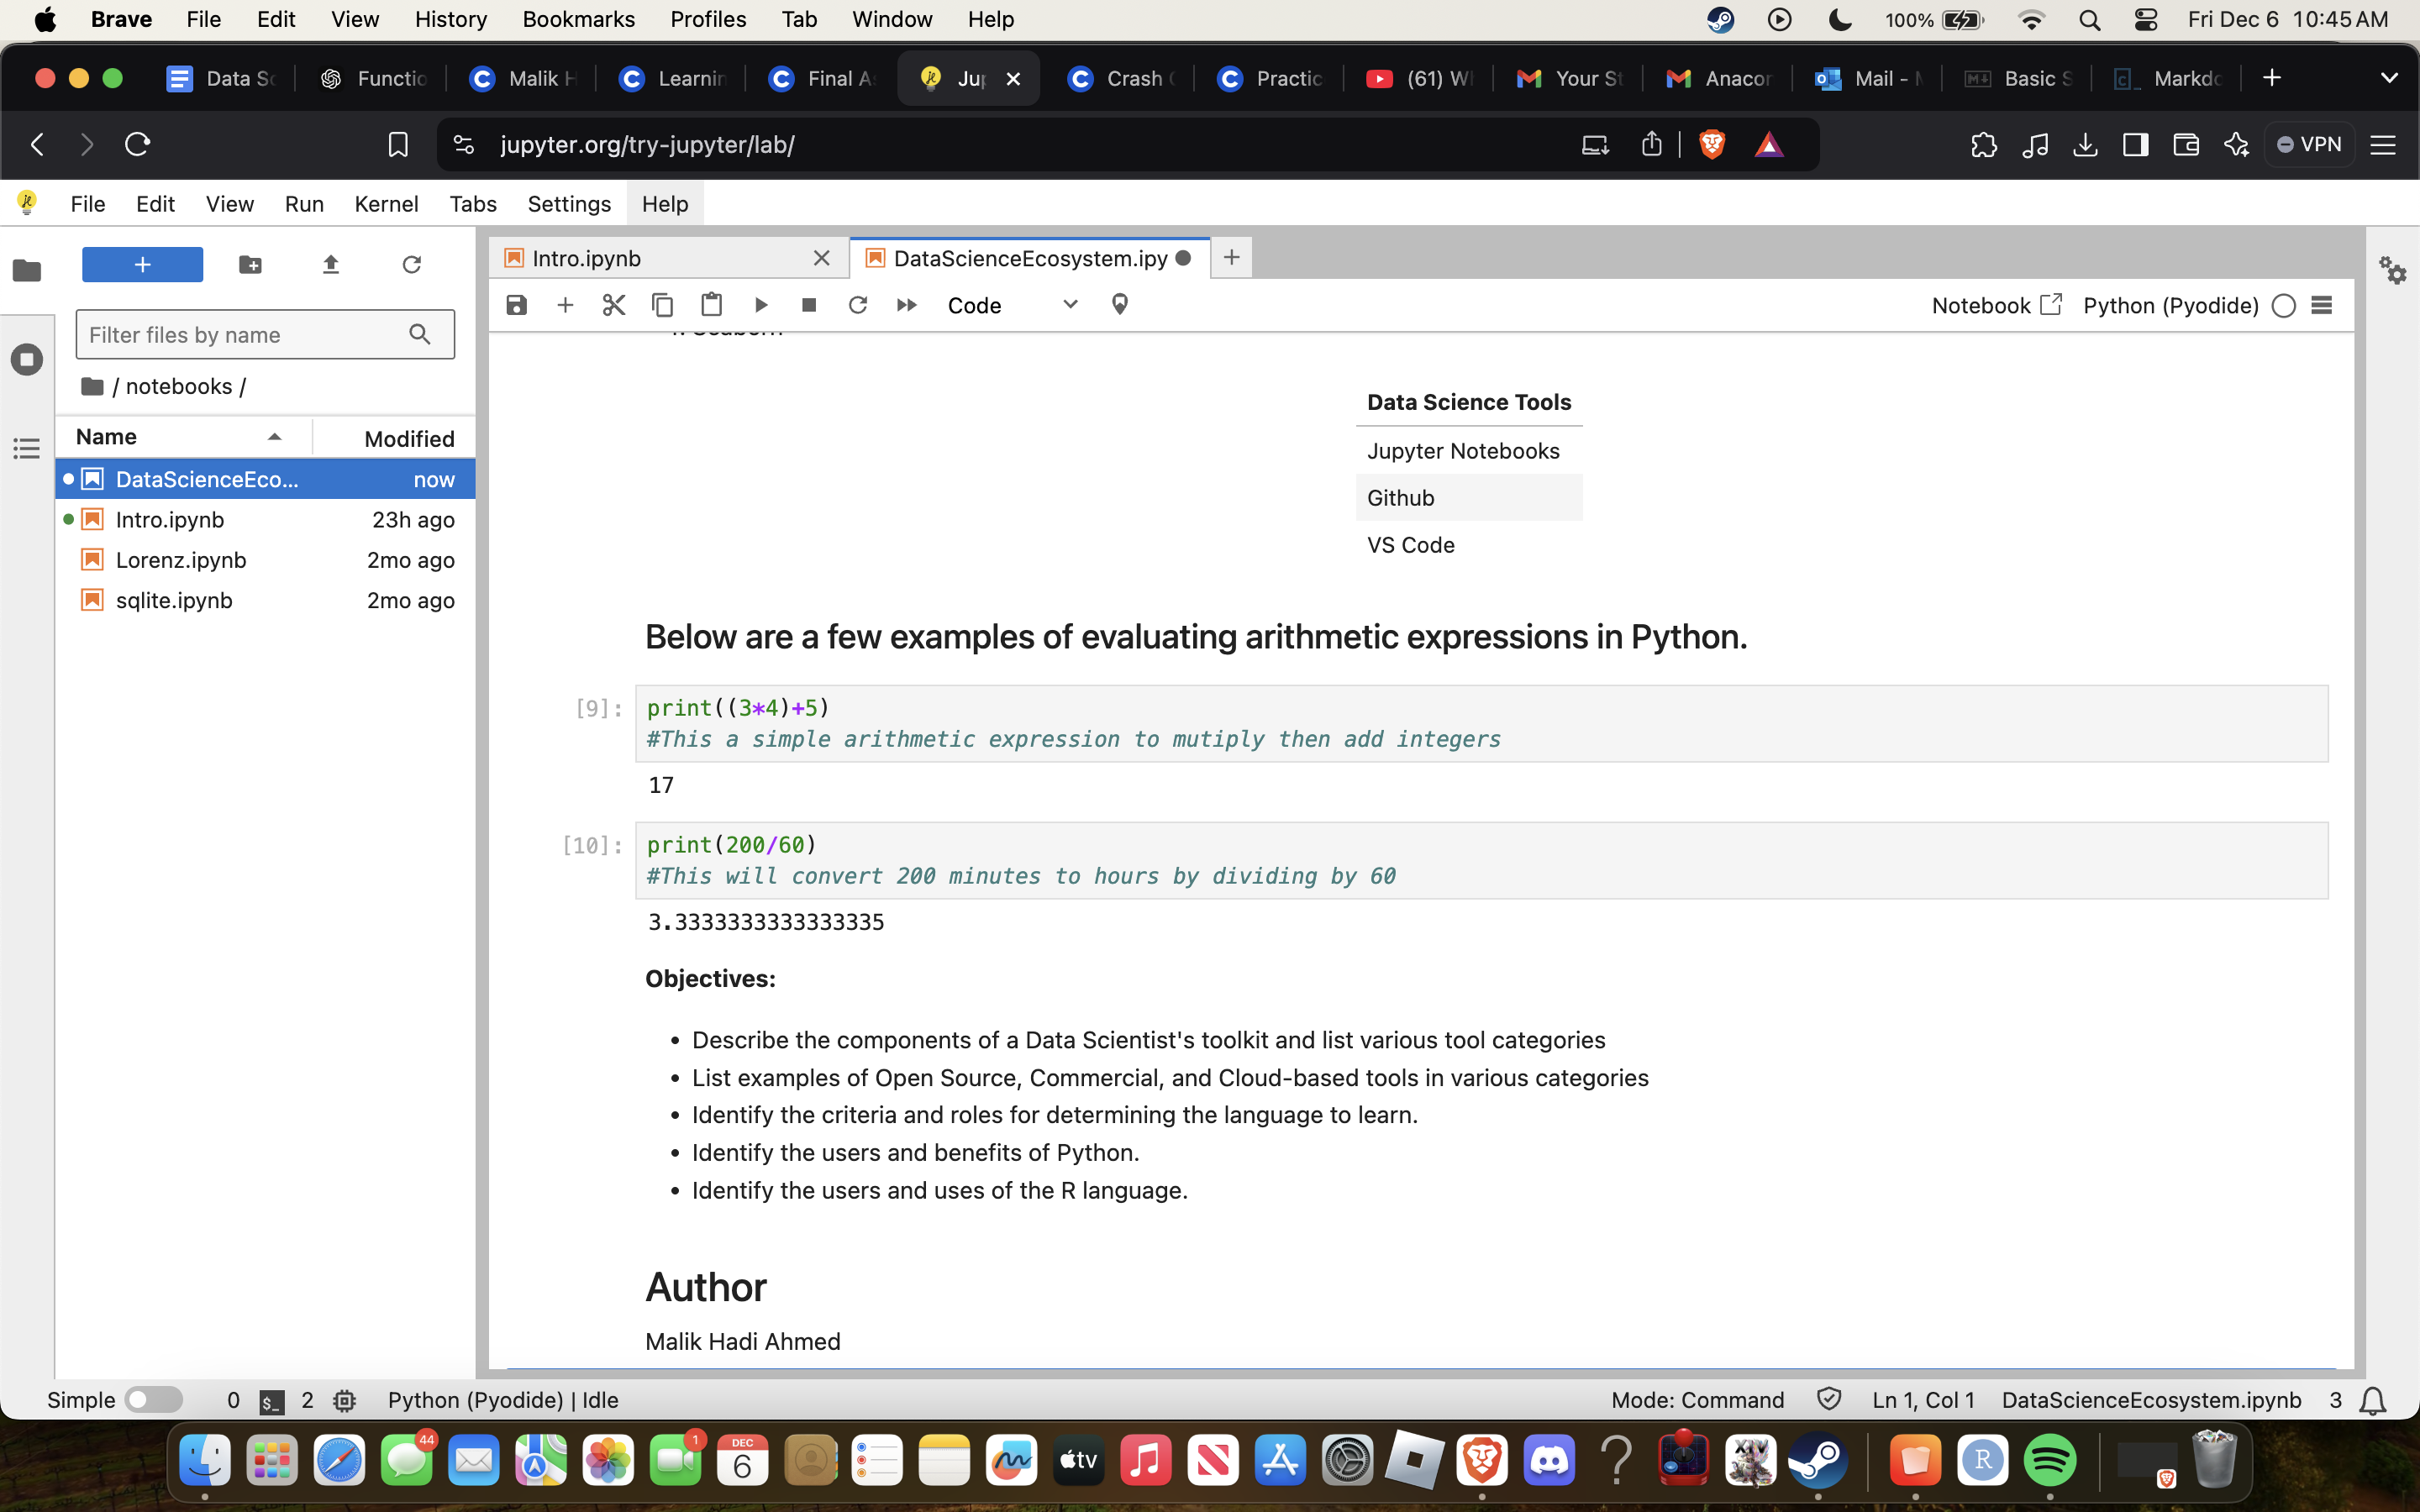 Brave File Edit View History Bookmarks Profiles Tab Window Help 100% Fri Dec 6 10:45 AM
Data Sc Functio Malik H Learnin Final A Ju Crash Practic (61) W Your St Anacor Mail - Basic S Markdo
jupyter.org/try-jupyter/lab/ VPN
File Edit View Run Kernel Tabs Settings Help
Intro.ipynb DataScienceEcosystem.ipy
Code Notebook Python (Pyodide)
Filter files by name
/ notebooks /
Name Modified
DataScienceEco... now
Intro.ipynb 23h ago
Lorenz.ipynb 2mo ago
sqlite.ipynb 2mo ago
Data Science Tools
Jupyter Notebooks
Github
VS Code
Below are a few examples of evaluating arithmetic expressions in Python.
[9]: print((3*4)+5)
#This a simple arithmetic expression to mutiply then add integers
17
[10]: print(200/60)
#This will convert 200 minutes to hours by dividing by 60
3.3333333333333335
Objectives:
• Describe the components of a Data Scientist's toolkit and list various tool categories
• List examples of Open Source, Commercial, and Cloud-based tools in various categories
• Identify the criteria and roles for determining the language to learn.
• Identify the users and benefits of Python.
• Identify the users and uses of the R language.
Author
Malik Hadi Ahmed
Simple 0 $_ 2 Python (Pyodide) | Idle Mode: Command Ln 1, Col 1 DataScienceEcosystem.ipynb 3
44 1 DEC 6 tv XIV R